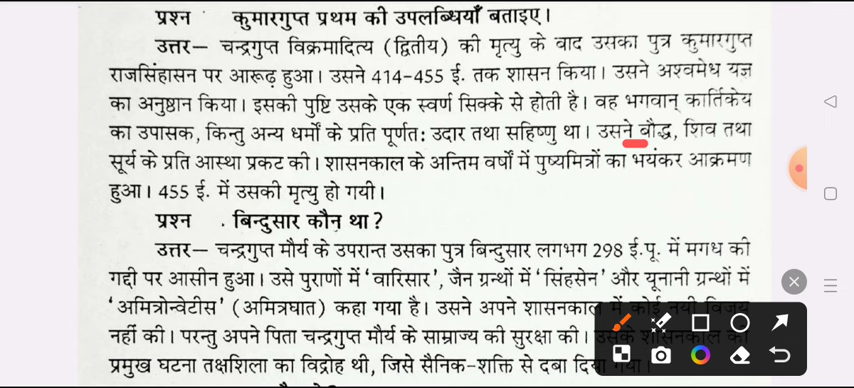 प्रश्न कुमारगुप्त प्रथम की उपलब्धियाँ बताइए।
उत्तर— चन्द्रगुप्त विक्रमादित्य (द्वितीय) की मृत्यु के बाद उसका पुत्र कुमारगुप्त
राजसिंहासन पर आरूढ़ हुआ। उसने 414-455 ई. तक शासन किया। उसने अश्वमेध यज्ञ
का अनुष्ठान किया। इसकी पुष्टि उसके एक स्वर्ण सिक्के से होती है। वह भगवान् कार्तिकेय
का उपासक, किन्तु अन्य धर्मों के प्रति पूर्णत: उदार तथा सहिष्णु था। उसने बौद्ध, शिव तथा
सूर्य के प्रति आस्था प्रकट की। शासनकाल के अन्तिम वर्षों में पुष्यमित्रों का भयंकर आक्रमण
हुआ। 455 ई. में उसकी मृत्यु हो गयी।
प्रश्न . बिन्दुसार कौन था?
उत्तर— चन्द्रगुप्त मौर्य के उपरान्त उसका पुत्र बिन्दुसार लगभग 298 ई.पू. में मगध की
गद्दी पर आसीन हुआ। उसे पुराणों में ‘वारिसार’, जैन ग्रन्थों में ‘सिंहसेन’ और यूनानी ग्रन्थों में
‘अमित्रोन्वेटीस’ (अमित्रघात) कहा गया है। उसने अपने शासनकाल में कोई नयी विजय
नहीं की। परन्तु अपने पिता चन्द्रगुप्त मौर्य के साम्राज्य की सुरक्षा की। उसके शासनकाल की
प्रमुख घटना तक्षशिला का विद्रोह थी, जिसे सैनिक-शक्ति से दबा दिया गया।